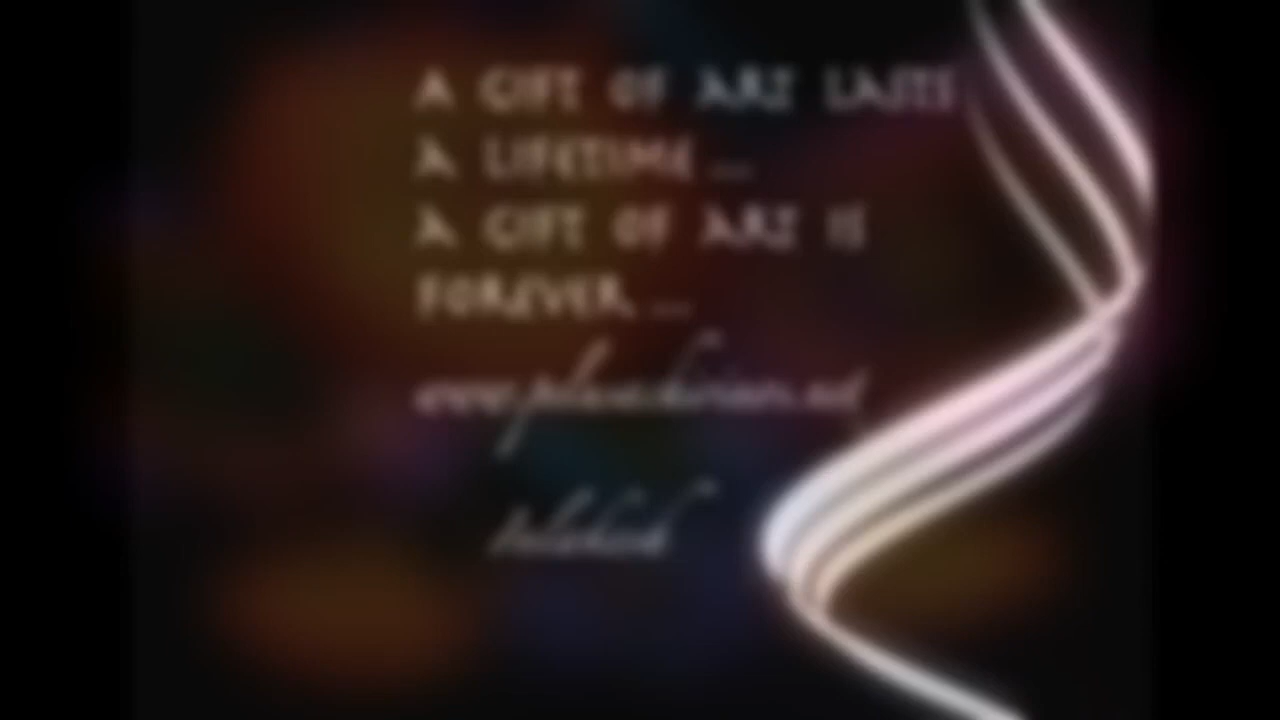 A GIFT OF ART LASTS
A LIFETIME ...
A GIFT OF ART IS
FOREVER ...